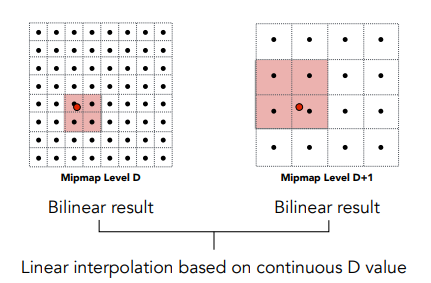 Mipmap Level D
Mipmap Level D+1
Bilinear result
Bilinear result
Linear interpolation based on continuous D value